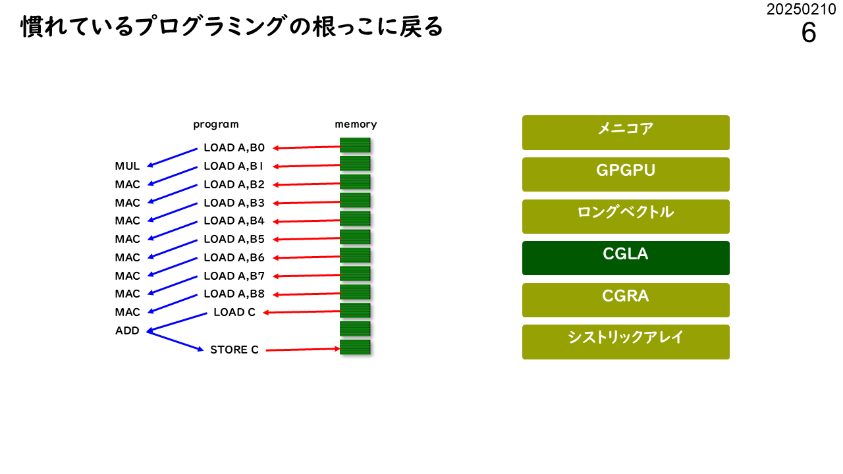 慣れているプログラミングの根っこに戻る
20250210
6
program
memory
LOAD A,B0
MUL
LOAD A,B1
MAC
LOAD A,B2
MAC
LOAD A,B3
MAC
LOAD A,B4
MAC
LOAD A,B5
MAC
LOAD A,B6
MAC
LOAD A,B7
MAC
LOAD A,B8
MAC
LOAD C
ADD
STORE C
メニコア
GPGPU
ロングベクトル
CGLA
CGRA
シストリックアレイ